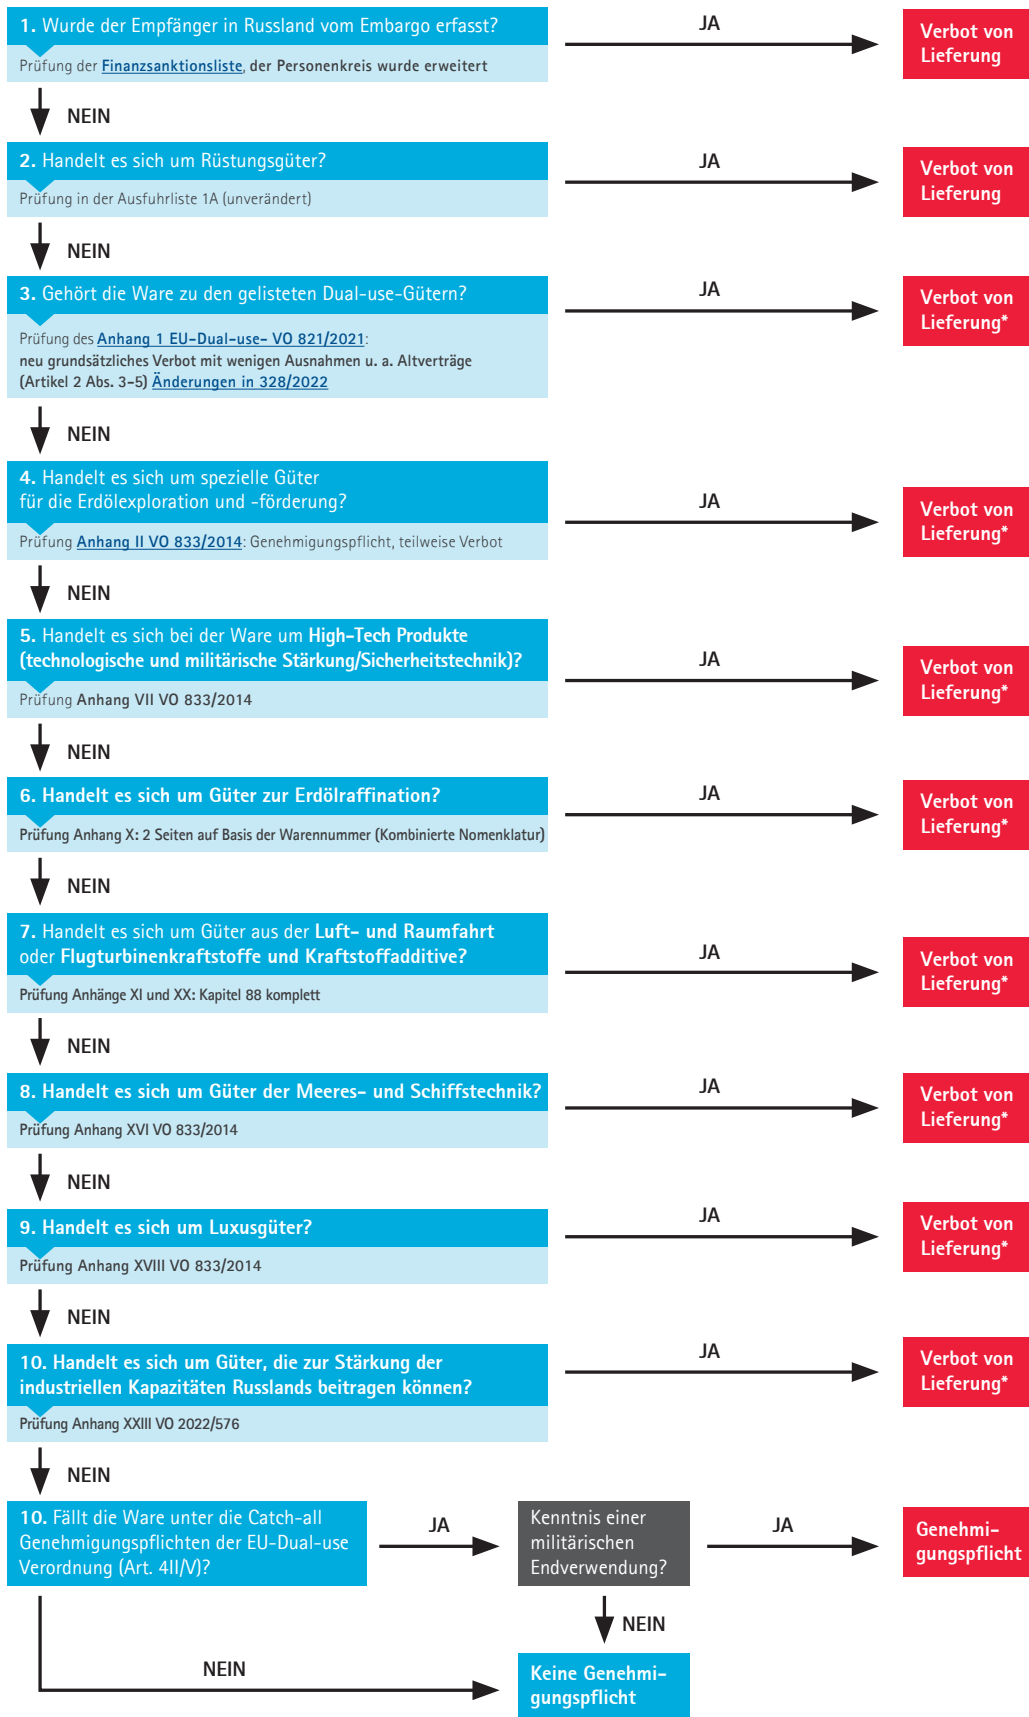 1. Wurde der Empfänger in Russland vom Embargo erfasst?
Prüfung der Finanzsanktionsliste, der Personenkreis wurde erweitert
JA
Verbot von
Lieferung
NEIN
2. Handelt es sich um Rüstungsgüter?
Prüfung in der Ausfuhrliste 1A (unverändert)
JA
Verbot von
Lieferung
NEIN
3. Gehört die Ware zu den gelisteten Dual-use-Gütern?
Prüfung des Anhang 1 EU-Dual-use- VO 821/2021:
neu grundsätzliches Verbot mit wenigen Ausnahmen u. a. Altverträge
(Artikel 2 Abs. 3-5) Änderungen in 328/2022
JA
Verbot von
Lieferung*
NEIN
4. Handelt es sich um spezielle Güter
für die Erdölexploration und -förderung?
Prüfung Anhang II VO 833/2014: Genehmigungspflicht, teilweise Verbot
JA
Verbot von
Lieferung*
NEIN
5. Handelt es sich bei der Ware um High-Tech Produkte
(technologische und militärische Stärkung/Sicherheitstechnik)?
Prüfung Anhang VII VO 833/2014
JA
Verbot von
Lieferung*
NEIN
6. Handelt es sich um Güter zur Erdölraffination?
Prüfung Anhang X: 2 Seiten auf Basis der Warennummer (Kombinierte Nomenklatur)
JA
Verbot von
Lieferung*
NEIN
7. Handelt es sich um Güter aus der Luft- und Raumfahrt
oder Flugturbinenkraftstoffe und Kraftstoffadditive?
Prüfung Anhänge XI und XX: Kapitel 88 komplett
JA
Verbot von
Lieferung*
NEIN
8. Handelt es sich um Güter der Meeres- und Schiffstechnik?
Prüfung Anhang XVI VO 833/2014
JA
Verbot von
Lieferung*
NEIN
9. Handelt es sich um Luxusgüter?
Prüfung Anhang XVIII VO 833/2014
JA
Verbot von
Lieferung*
NEIN
10. Handelt es sich um Güter, die zur Stärkung der
industriellen Kapazitäten Russlands beitragen können?
Prüfung Anhang XXIII VO 2022/576
JA
Verbot von
Lieferung*
NEIN
10. Fällt die Ware unter die Catch-all
Genehmigungspflichten der EU-Dual-use
Verordnung (Art. 4II/V)?
JA
Kenntnis einer
militärischen
Endverwendung?
JA
Genehmi-
gungspflicht
NEIN
NEIN
Keine Genehmi-
gungspflicht